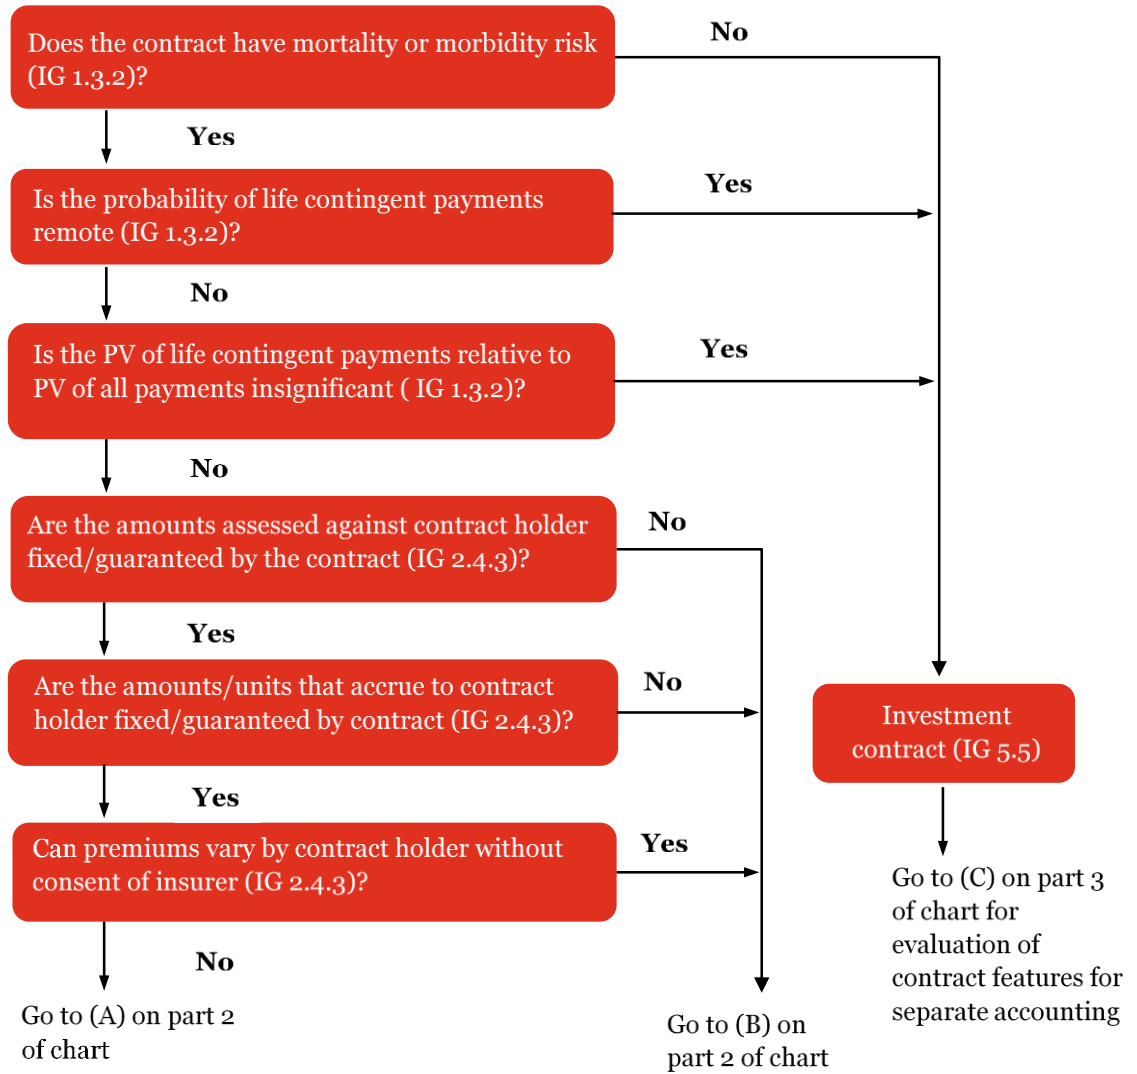 Does the contract have mortality or morbidity risk
(IG 1.3.2)?
No
Yes
Is the probability of life contingent payments
remote (IG 1.3.2)?
Yes
No
Is the PV of life contingent payments relative to
PV of all payments insignificant ( IG 1.3.2)?
Yes
No
Are the amounts assessed against contract holder
fixed/guaranteed by the contract (IG 2.4.3)?
No
Yes
Are the amounts/units that accrue to contract
holder fixed/guaranteed by contract (IG 2.4.3)?
No
Yes
Can premiums vary by contract holder without
consent of insurer (IG 2.4.3)?
Yes
No
Go to (A) on part 2
of chart
Go to (B) on
part 2 of chart
Investment
contract (IG 5.5)
Go to (C) on part 3
of chart for
evaluation of
contract features for
separate accounting